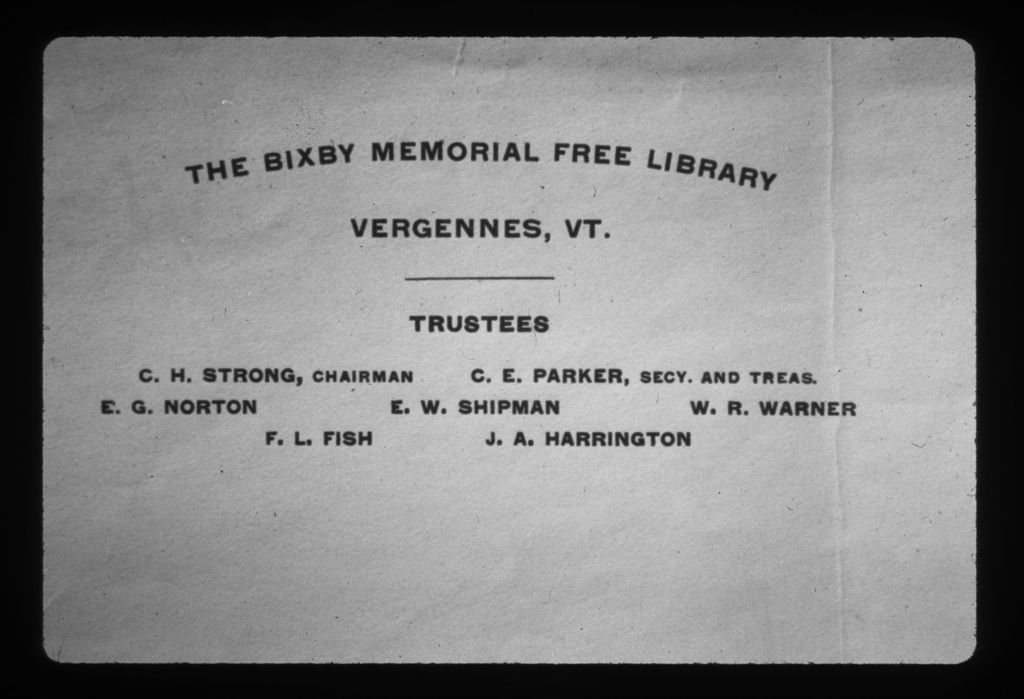 THE BIXBY MEMORIAL FREE LIBRARY
VERGENNES, VT.
TRUSTEES
C. H. STRONG, CHAIRMAN C. E. PARKER, SECY. AND TREAS.
E. G. NORTON E. W. SHIPMAN W. R. WARNER
F. L. FISH J. A. HARRINGTON